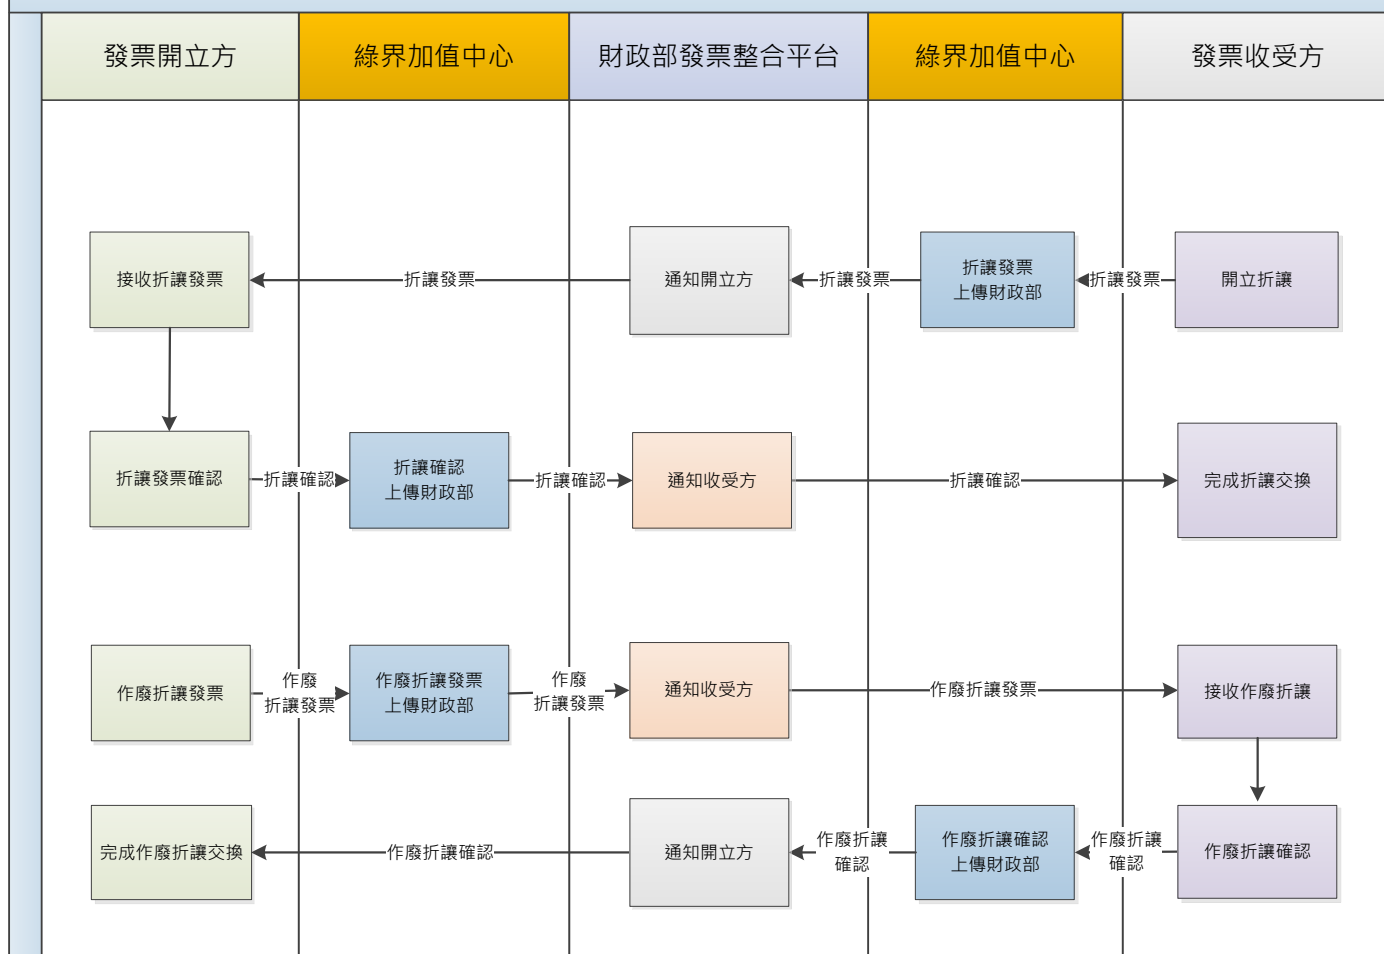 發票開立方
綠界加值中心
財政部發票整合平台
綠界加值中心
發票收受方
接收折讓發票
折讓發票
通知開立方
折讓發票
折讓發票
上傳財政部
折讓發票
開立折讓
折讓發票確認
折讓確認
折讓確認
上傳財政部
折讓確認
通知收受方
折讓確認
完成折讓交換
作廢折讓發票
作廢
折讓發票
作廢折讓發票
上傳財政部
作廢
折讓發票
通知收受方
作廢折讓發票
接收作廢折讓
完成作廢折讓交換
作廢折讓確認
通知開立方
作廢折讓
確認
作廢折讓確認
上傳財政部
作廢折讓
確認
作廢折讓確認